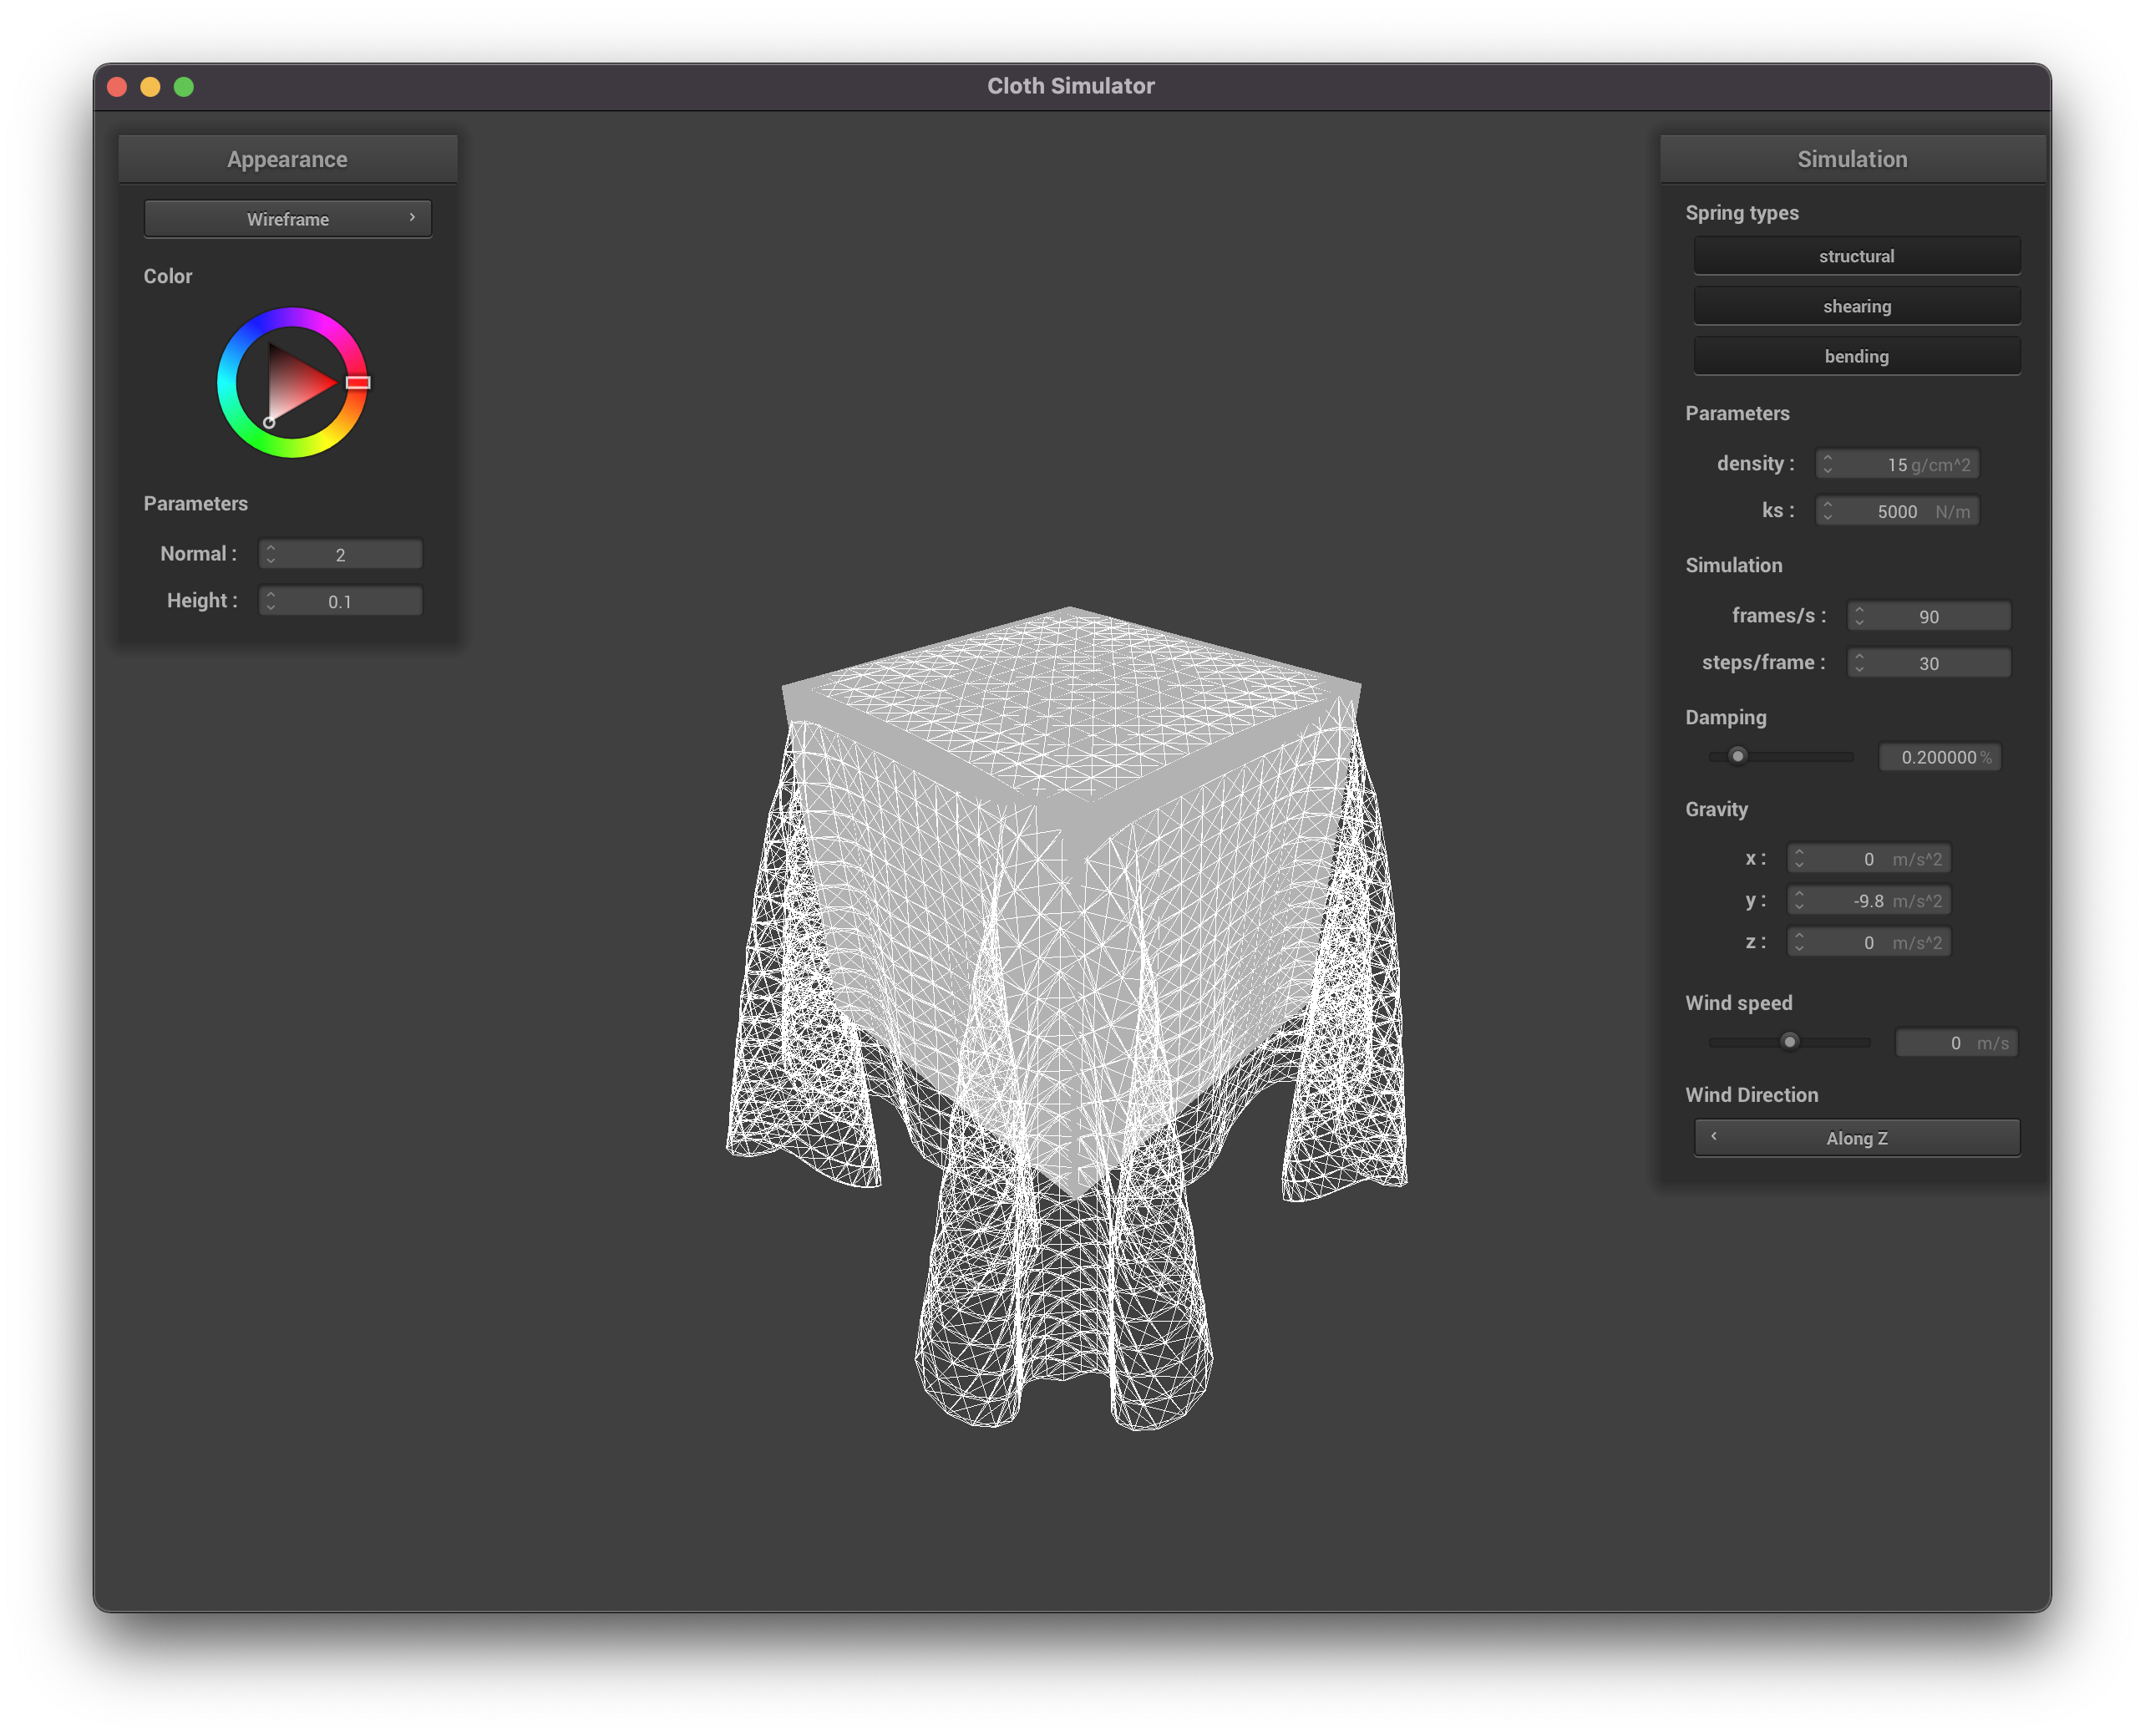 Cloth Simulator
Appearance
Wireframe
Color
Parameters
Normal : 2
Height : 0.1
Simulation
Spring types
structural
shearing
bending
Parameters
density : 15 g/cm^2
ks : 5000 N/m
Simulation
frames/s : 90
steps/frame : 30
Damping
0.200000 %
Gravity
x : 0 m/s^2
y : -9.8 m/s^2
z : 0 m/s^2
Wind speed
0 m/s
Wind Direction
Along Z